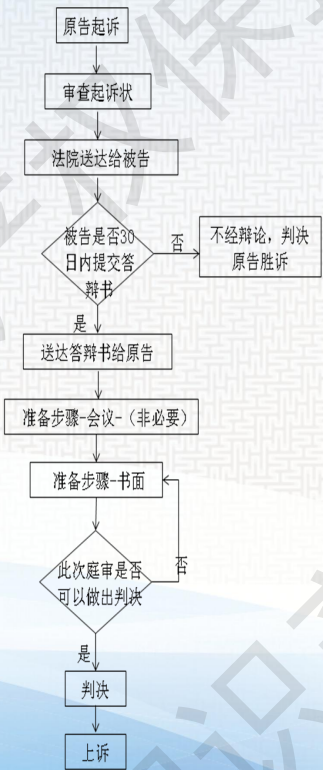 原告起诉
审查起诉状
法院送达给被告
被告是否30
日内提交答
辩书
否
不经辩论，判决
原告胜诉
是
送达答辩书给原告
准备步骤-会议-（非必要）
准备步骤-书面
此次庭审是否
可以做出判决
否
是
判决
上诉